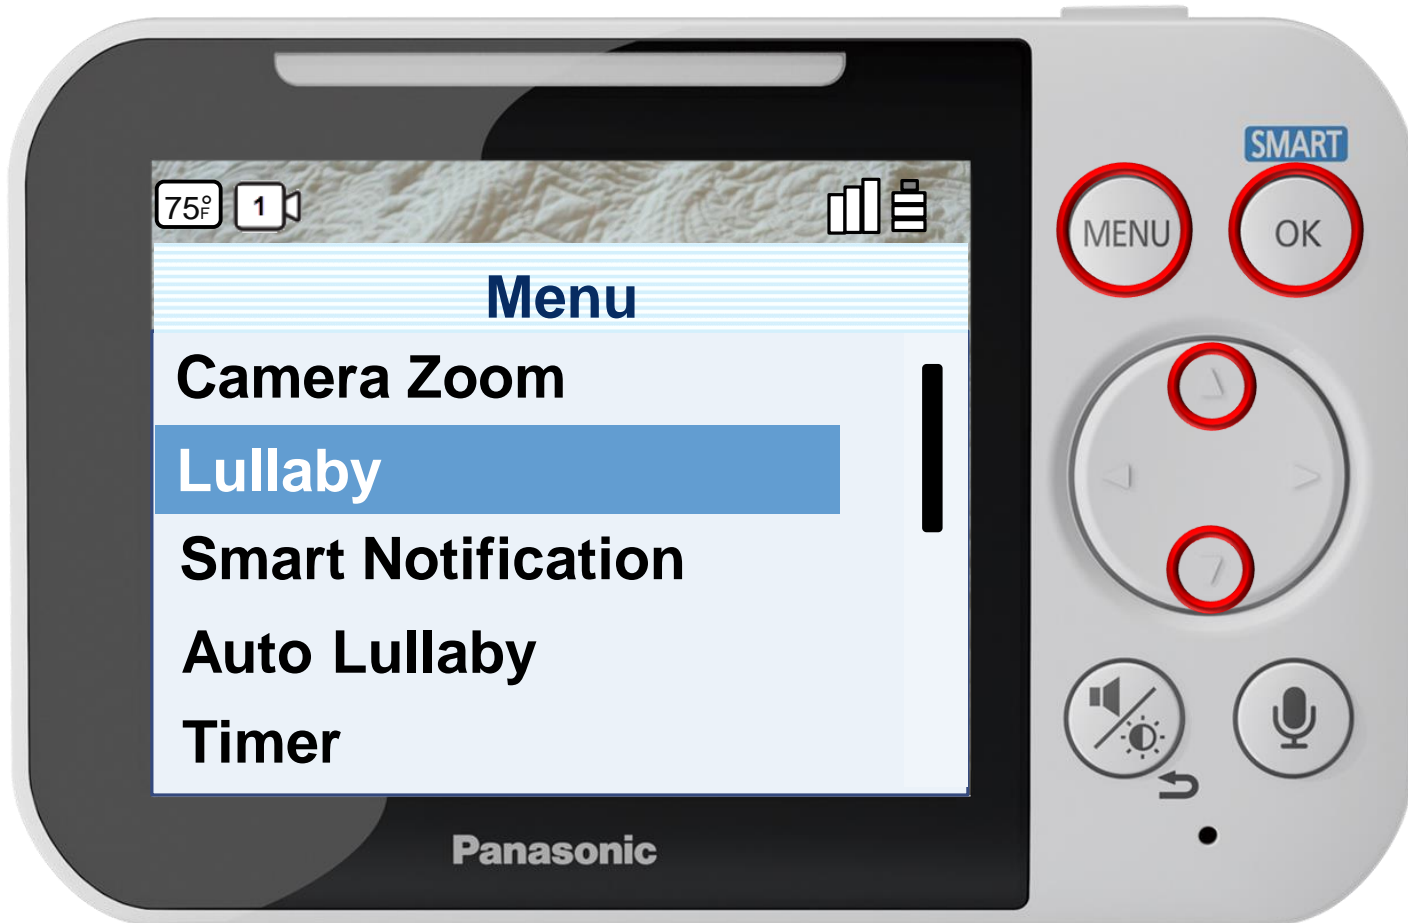 SMART
75°F 1
MENU OK
Menu
Camera Zoom
Lullaby
Smart Notification
Auto Lullaby
Timer
Panasonic